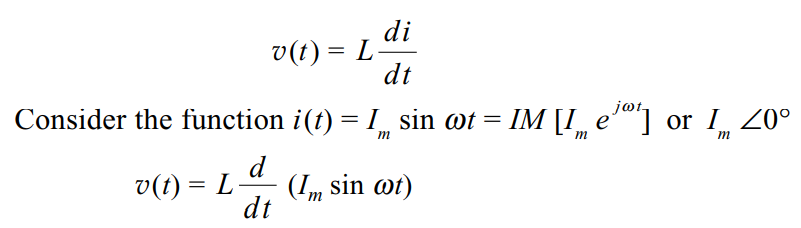 v(t) = L di/dt
Consider the function i(t) = I_m sin ωt = IM [I_m e^{jωt}] or I_m ∠0°
v(t) = L d/dt (I_m sin ωt)